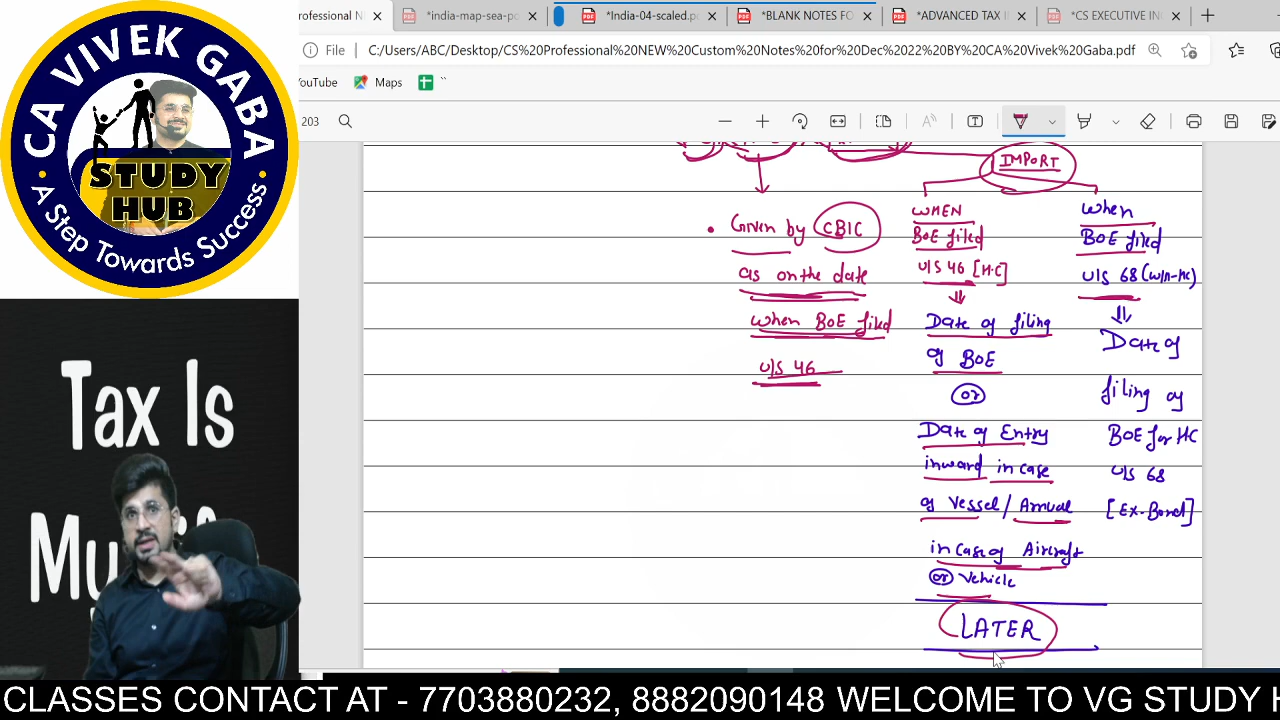 CA VIVEK GABA
STUDY
HUB
A Step Towards Success
Tax Is
My
rofessional N
*india-map-sea-po
*India-04-scaled.p
*BLANK NOTES FO
*ADVANCED TAX
*CS EXECUTIVE IN
File
C:/Users/ABC/Desktop/CS%20Professional%20NEW%20Custom%20Notes%20for%20Dec%2022%20BY%20CA%20Vivek%20Gaba.pdf
YouTube
Maps
203
IMPORT
• Given by CBIC
as on the date
when BOE filed
U/S 46
WHEN
BOE filed
U/S 46 [H.C]
Date of filing
of BOE
or
Date of Entry
inward in case
of Vessel/Arrival
in case of Aircraft
or Vehicle
LATER
When
BOE filed
U/S 68 (W/H-HC)
Date of
filing of
BOE for HC
U/S 68
[Ex-Bond]
CLASSES CONTACT AT - 7703880232, 8882090148 WELCOME TO VG STUDY H